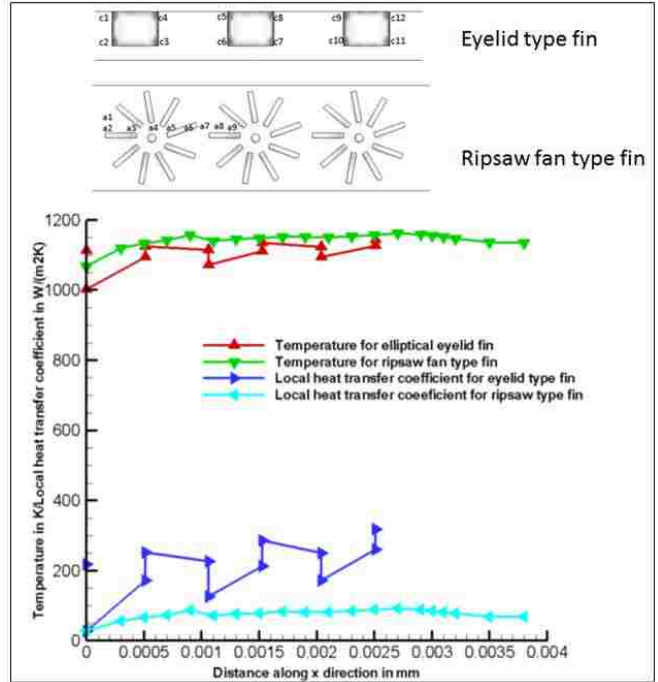 c1 c4 c5 c8 c9 c12
c2 c3 c6 c7 c10 c11
Eyelid type fin
a1
a2 a3 a4 a5 a6 a7 a8 a9
Ripsaw fan type fin
1200
1000
800
600
400
200
0
Temperature in K/Local heat transfer coefficient in W/(m2K)
Temperature for elliptical eyelid fin
Temperature for ripsaw fan type fin
Local heat transfer coefficient for eyelid type fin
Local heat transfer coeeficient for ripsaw type fin
0 0.0005 0.001 0.0015 0.002 0.0025 0.003 0.0035 0.004
Distance along x direction in mm